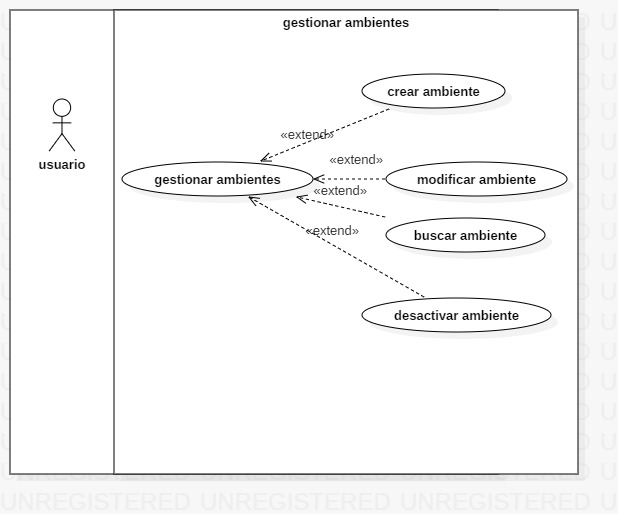 gestionar ambientes
crear ambiente
«extend»
«extend»
usuario
gestionar ambientes
modificar ambiente
«extend»
«extend»
buscar ambiente
desactivar ambiente
UNREGISTERED UNREGISTERED UNREGISTERED U